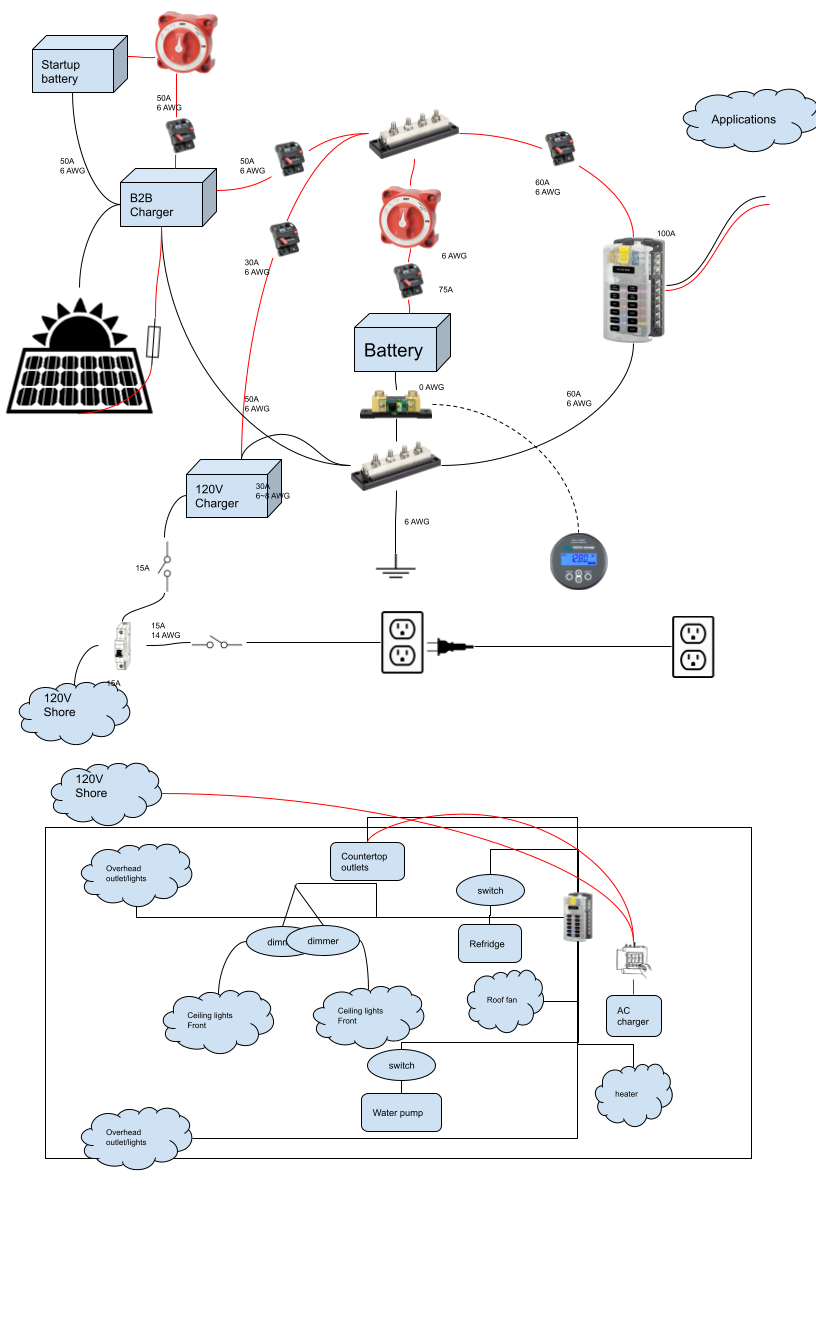 Startup
battery
50A
6 AWG
50A
6 AWG
B2B
Charger
50A
6 AWG
30A
6 AWG
60A
6 AWG
Applications
100A
6 AWG
75A
Battery
0 AWG
50A
6 AWG
60A
6 AWG
120V
Charger
30A
6~8 AWG
6 AWG
15A
15A
14 AWG
15A
120V
Shore
120V
Shore
Overhead
outlet/lights
Countertop
outlets
switch
dimmer
Refridge
Ceiling lights
Front
Ceiling lights
Front
Roof fan
AC
charger
switch
heater
Water pump
Overhead
outlet/lights